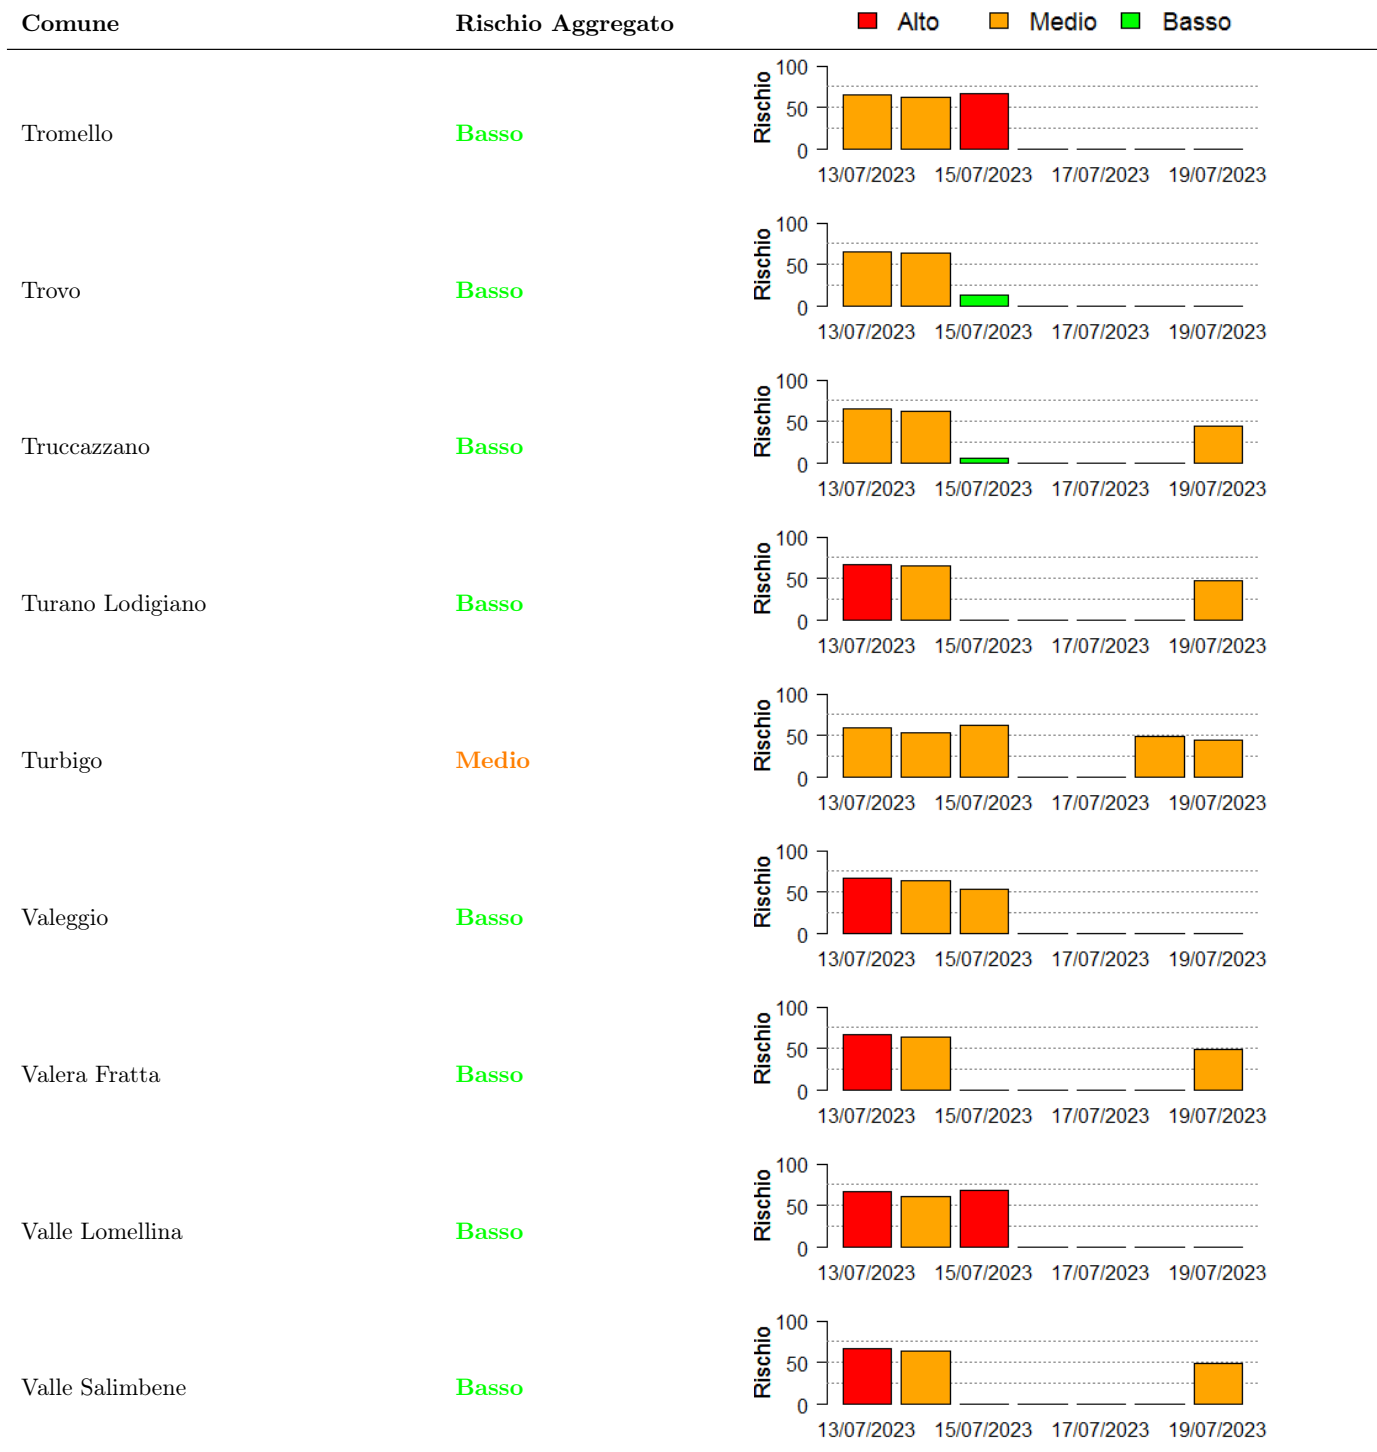 Comune Rischio Aggregato Alto Medio Basso
Tromello Basso Rischio 100 50 0
13/07/2023 15/07/2023 17/07/2023 19/07/2023
Trovo Basso Rischio 100 50 0
13/07/2023 15/07/2023 17/07/2023 19/07/2023
Truccazzano Basso Rischio 100 50 0
13/07/2023 15/07/2023 17/07/2023 19/07/2023
Turano Lodigiano Basso Rischio 100 50 0
13/07/2023 15/07/2023 17/07/2023 19/07/2023
Turbigo Medio Rischio 100 50 0
13/07/2023 15/07/2023 17/07/2023 19/07/2023
Valeggio Basso Rischio 100 50 0
13/07/2023 15/07/2023 17/07/2023 19/07/2023
Valera Fratta Basso Rischio 100 50 0
13/07/2023 15/07/2023 17/07/2023 19/07/2023
Valle Lomellina Basso Rischio 100 50 0
13/07/2023 15/07/2023 17/07/2023 19/07/2023
Valle Salimbene Basso Rischio 100 50 0
13/07/2023 15/07/2023 17/07/2023 19/07/2023